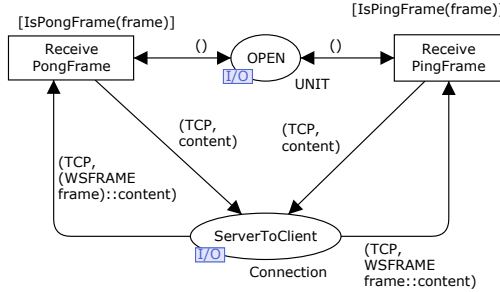 [IsPongFrame(frame)]
[IsPingFrame(frame)]
Receive
PongFrame
()
OPEN
()
Receive
PingFrame
I/O
UNIT
(TCP,
content)
(TCP,
content)
(TCP,
(WSFRAME
frame)::content)
ServerToClient
I/O
Connection
(TCP,
WSFRAME
frame::content)